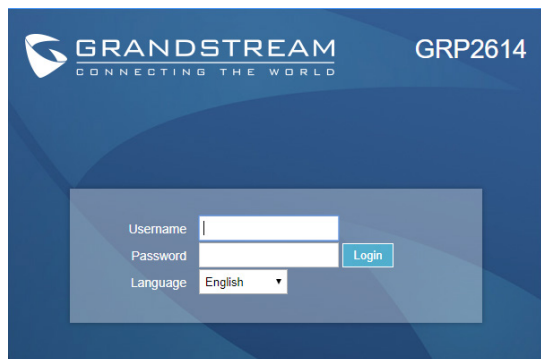 GRANDSTREAM
CONNECTING THE WORLD
GRP2614
Username
Password
Login
Language
English